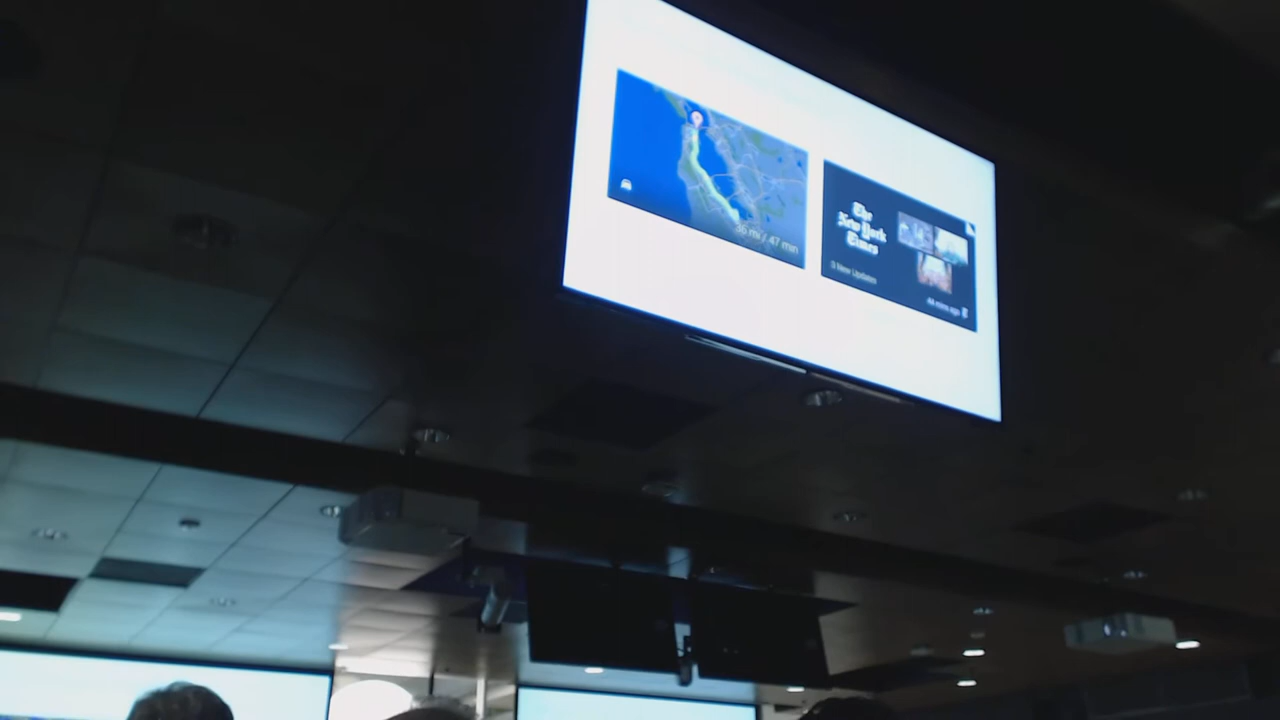 36 mi / 47 min
The
New York
Times
3 New Updates
44 mins ago